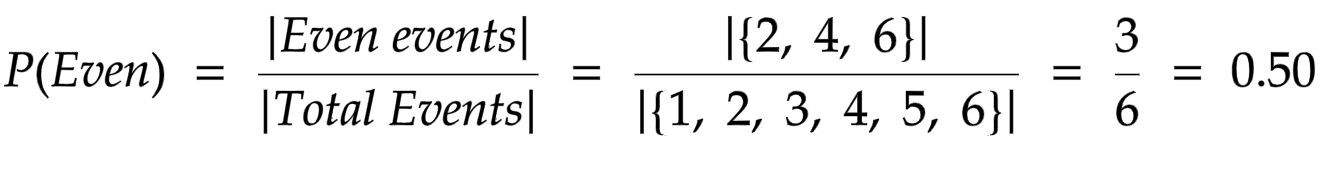 P(Even) = |Even events| / |Total Events| = |{2, 4, 6}| / |{1, 2, 3, 4, 5, 6}| = 3 / 6 = 0.50